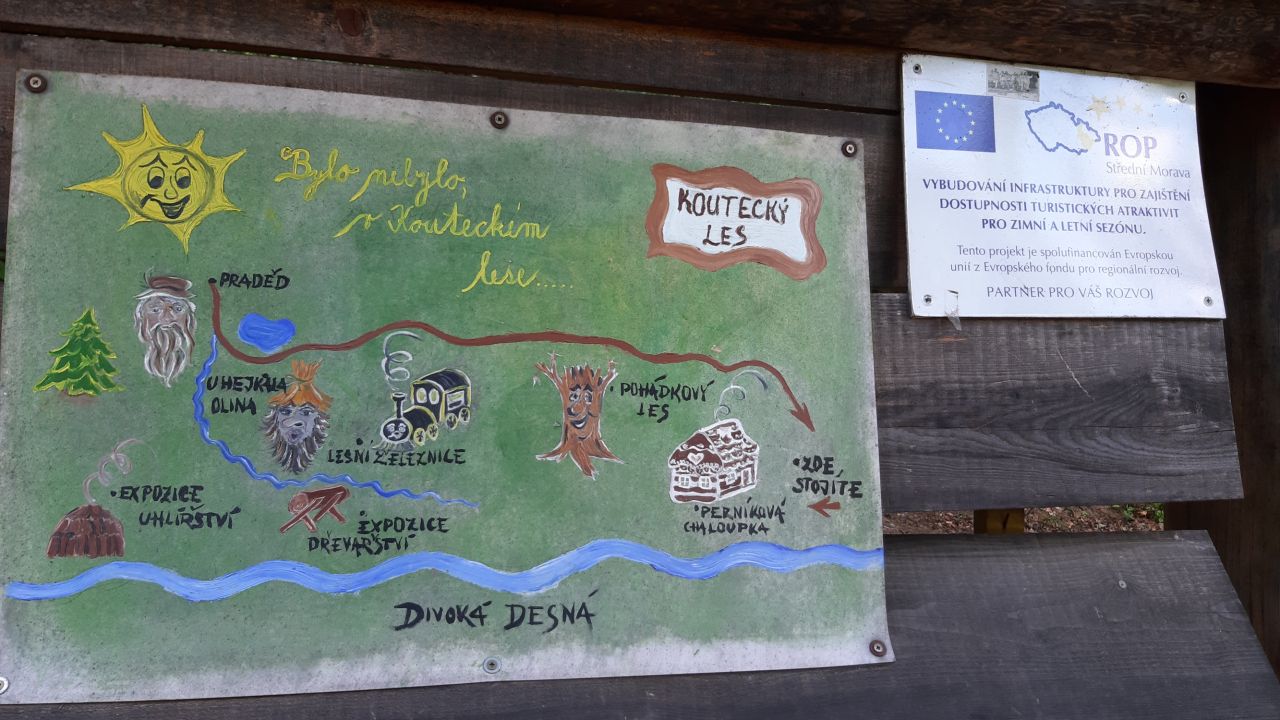 Bylo nebylo,
v Kouteckém
lese.....
KOUTECKÝ
LES
PRADĚD
U HEJKALA
OLINA
LESNÍ ŽELEZNICE
POHÁDKOVÝ
LES
ZDE
STOJÍTE
PERNÍKOVÁ
CHALOUPKA
EXPOZICE
UHLÍŘSTVÍ
EXPOZICE
DŘEVAŘSTVÍ
DIVOKÁ DESNÁ
ROP
Střední Morava
VYBUDOVÁNÍ INFRASTRUKTURY PRO ZAJIŠTĚNÍ
DOSTUPNOSTI TURISTICKÝCH ATRAKTIVIT
PRO ZIMNÍ A LETNÍ SEZÓNU.
Tento projekt je spolufinancován Evropskou
unií z Evropského fondu pro regionální rozvoj.
PARTNER PRO VÁŠ ROZVOJ